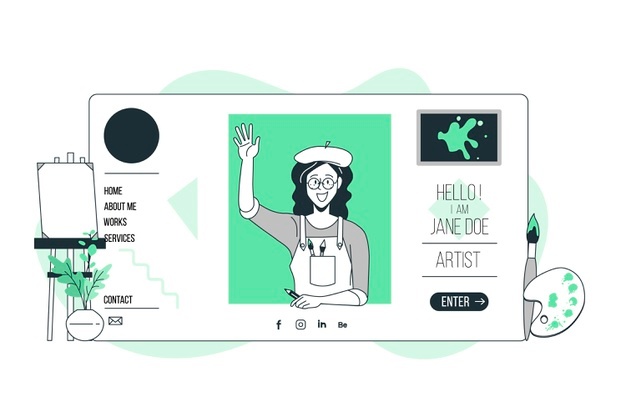 HOME
ABOUT ME
WORKS
SERVICES
CONTACT
HELLO!
I AM
JANE DOE
ARTIST
ENTER →
f in Be